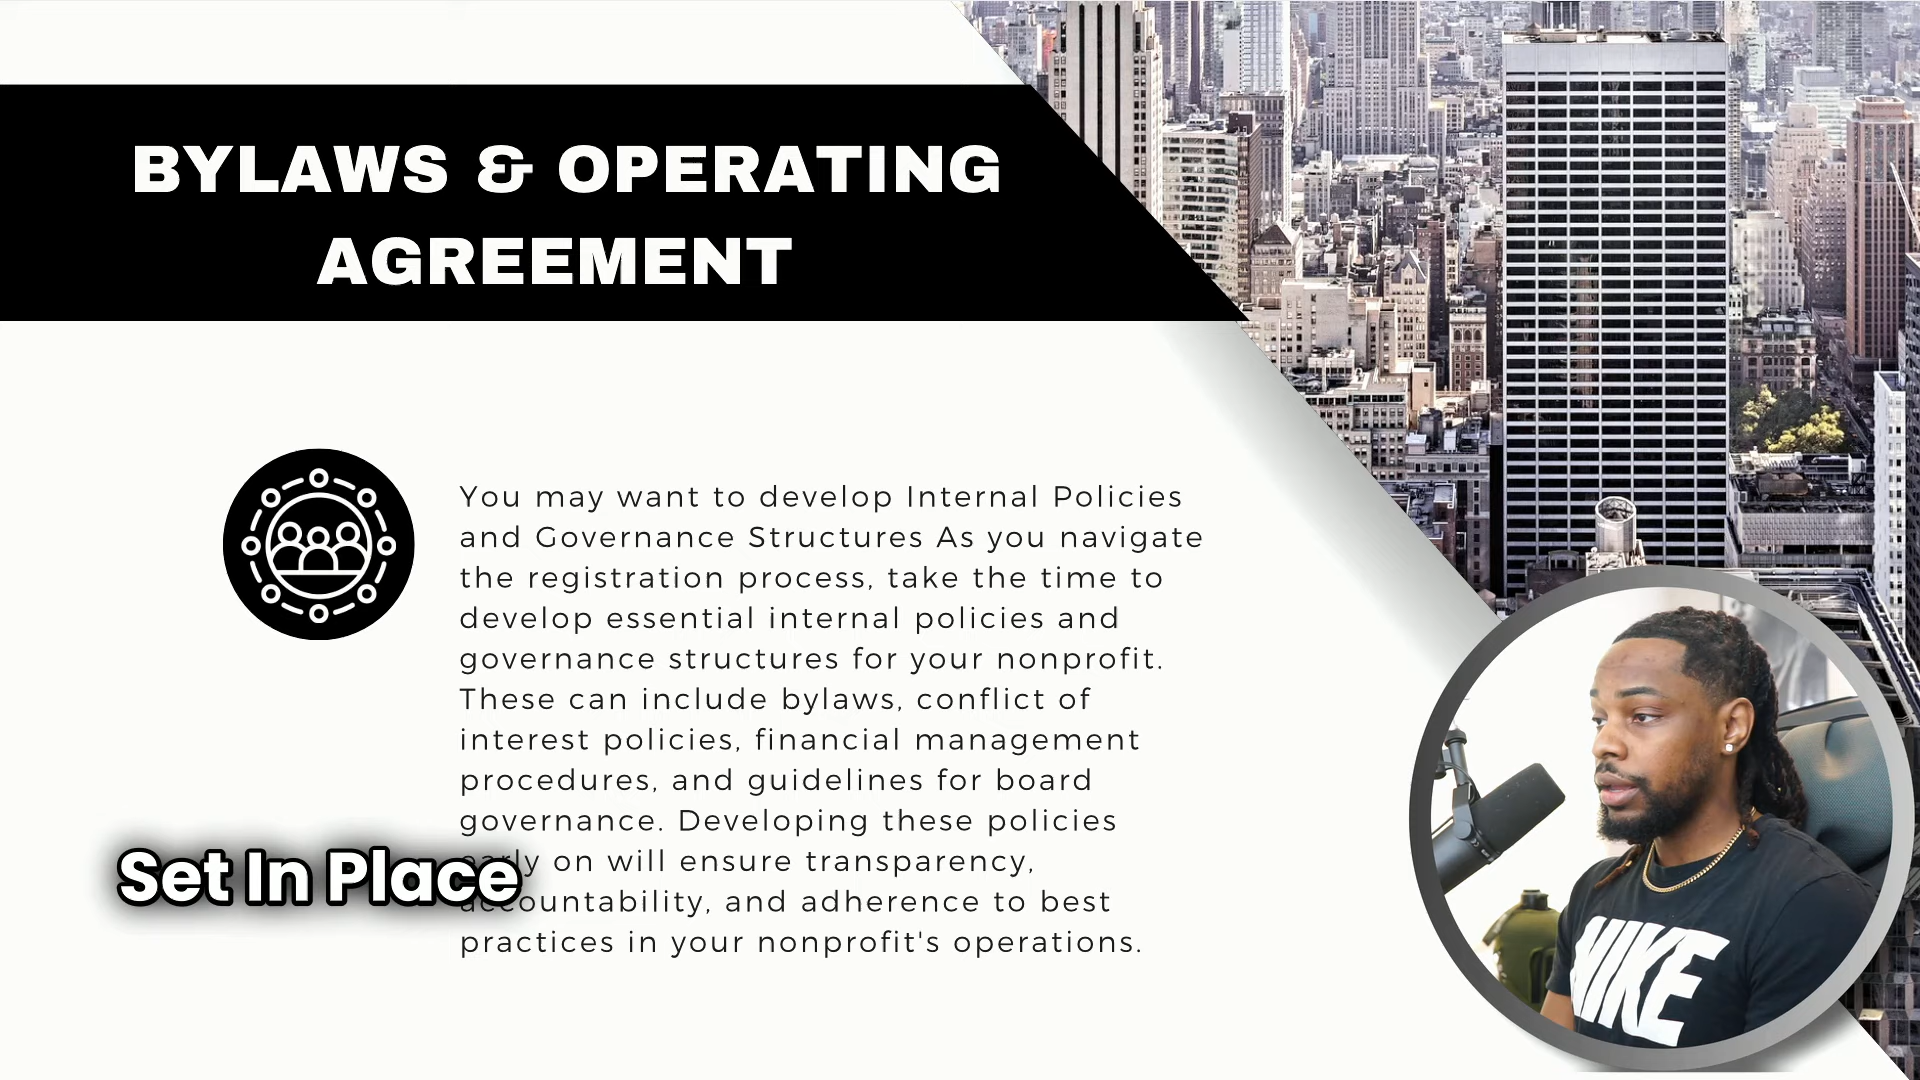 BYLAWS & OPERATING
AGREEMENT
You may want to develop Internal Policies
and Governance Structures As you navigate
the registration process, take the time to
develop essential internal policies and
governance structures for your nonprofit.
These can include bylaws, conflict of
interest policies, financial management
procedures, and guidelines for board
governance. Developing these policies
early on will ensure transparency,
accountability, and adherence to best
practices in your nonprofit's operations.
Set In Place
NIKE